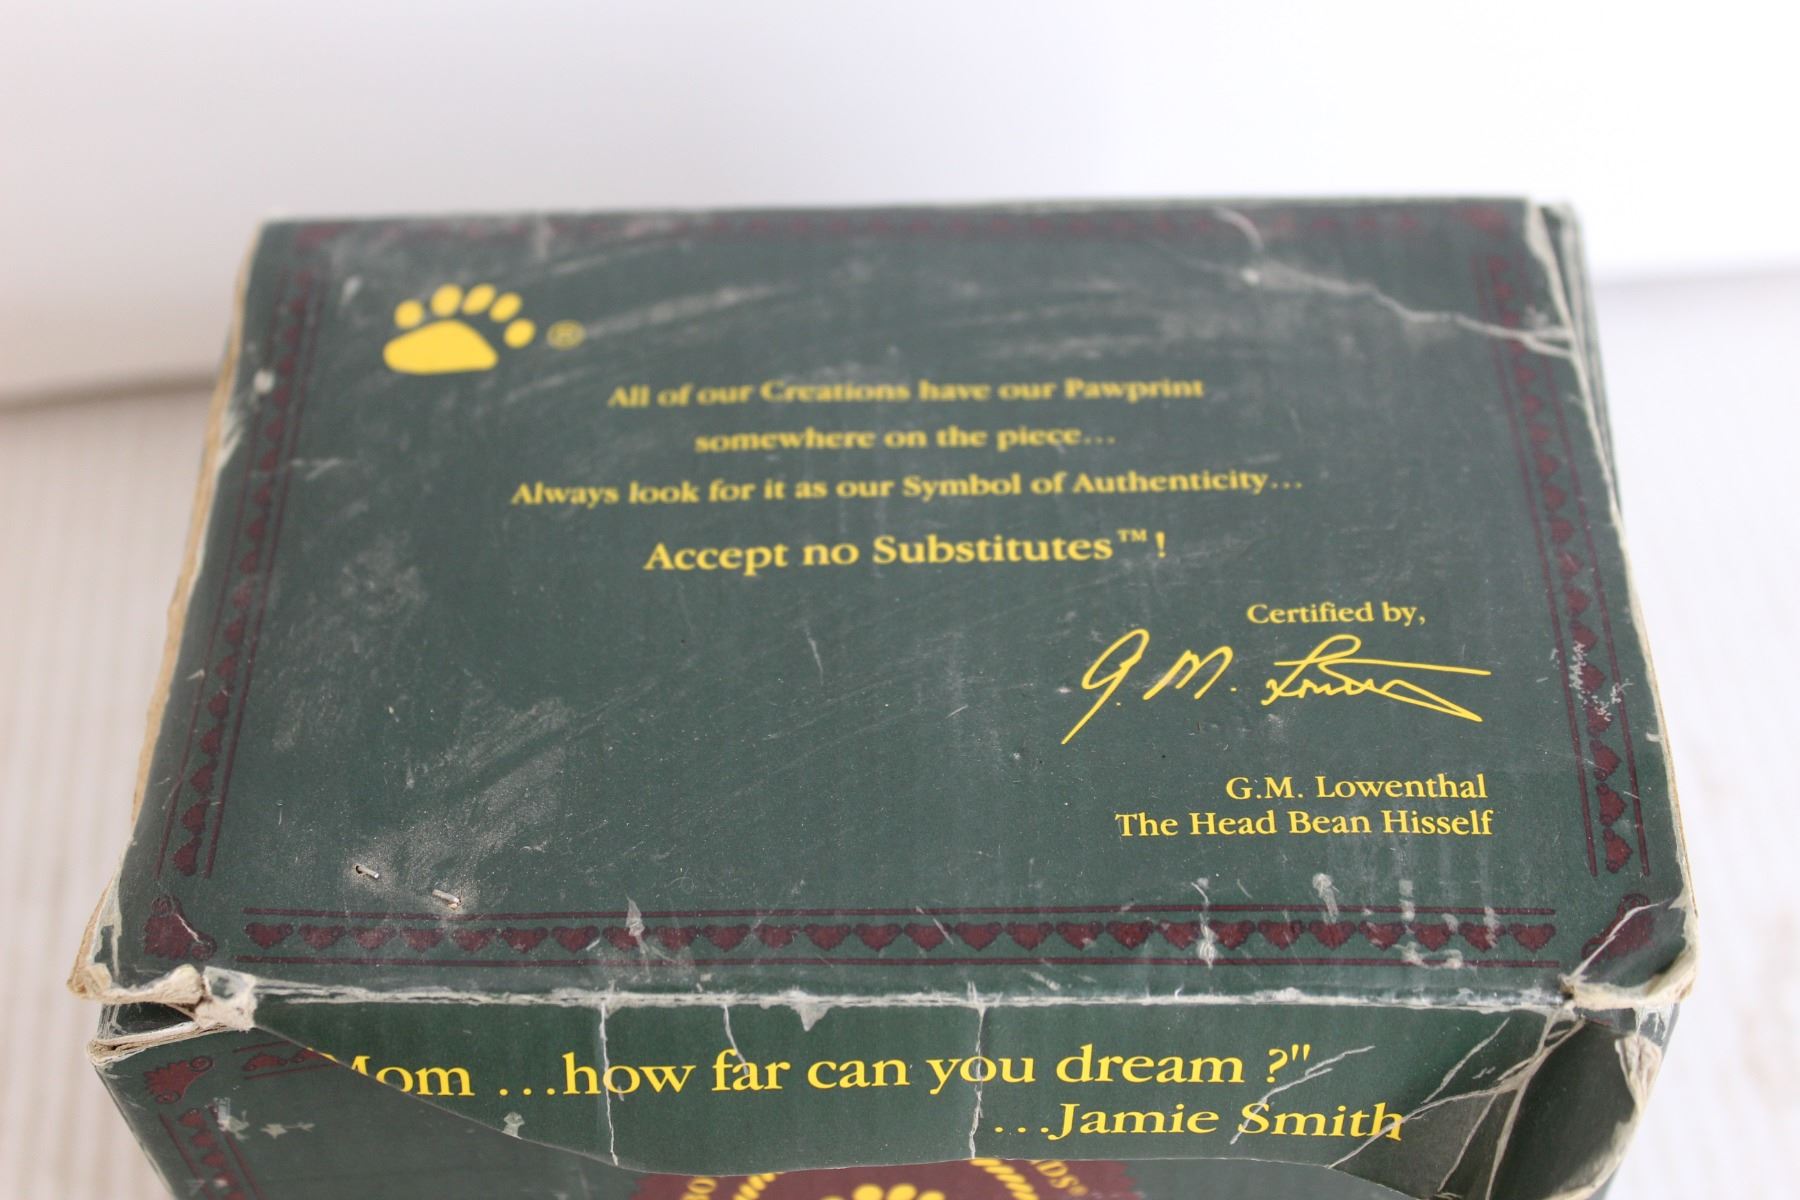 ®
All of our Creations have our Pawprint
somewhere on the piece...
Always look for it as our Symbol of Authenticity...
Accept no Substitutes™!
Certified by,
G.M. Lowenthal
The Head Bean Hisself
Mom ...how far can you dream ?"
...Jamie Smith